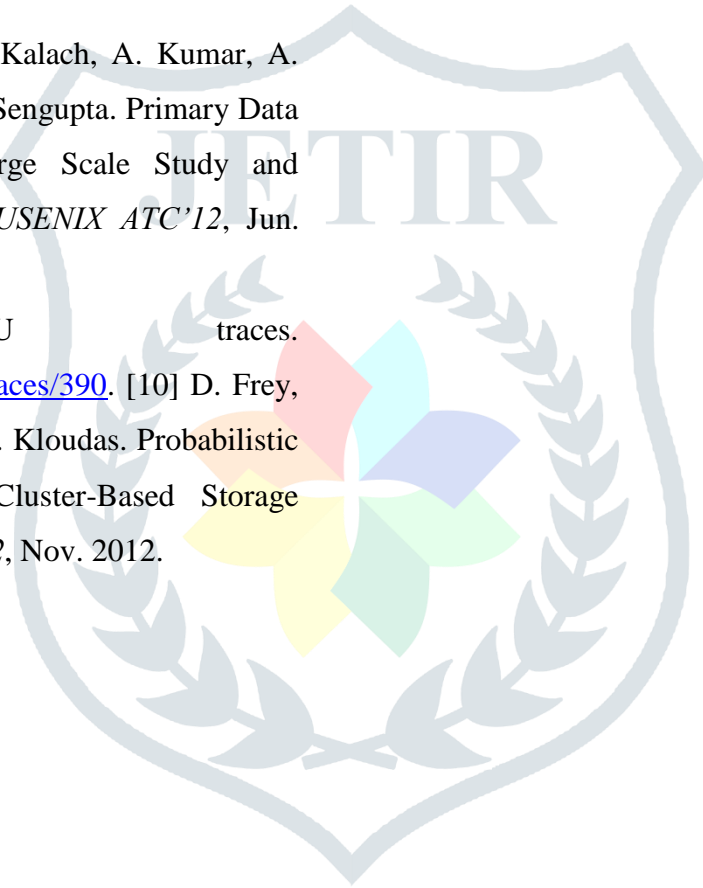 Kalach, A. Kumar, A.
Sengupta. Primary Data
rge Scale Study and
USENIX ATC’12, Jun.
JETIR
U traces.
aces/390. [10] D. Frey,
. Kloudas. Probabilistic
Cluster-Based Storage
2, Nov. 2012.